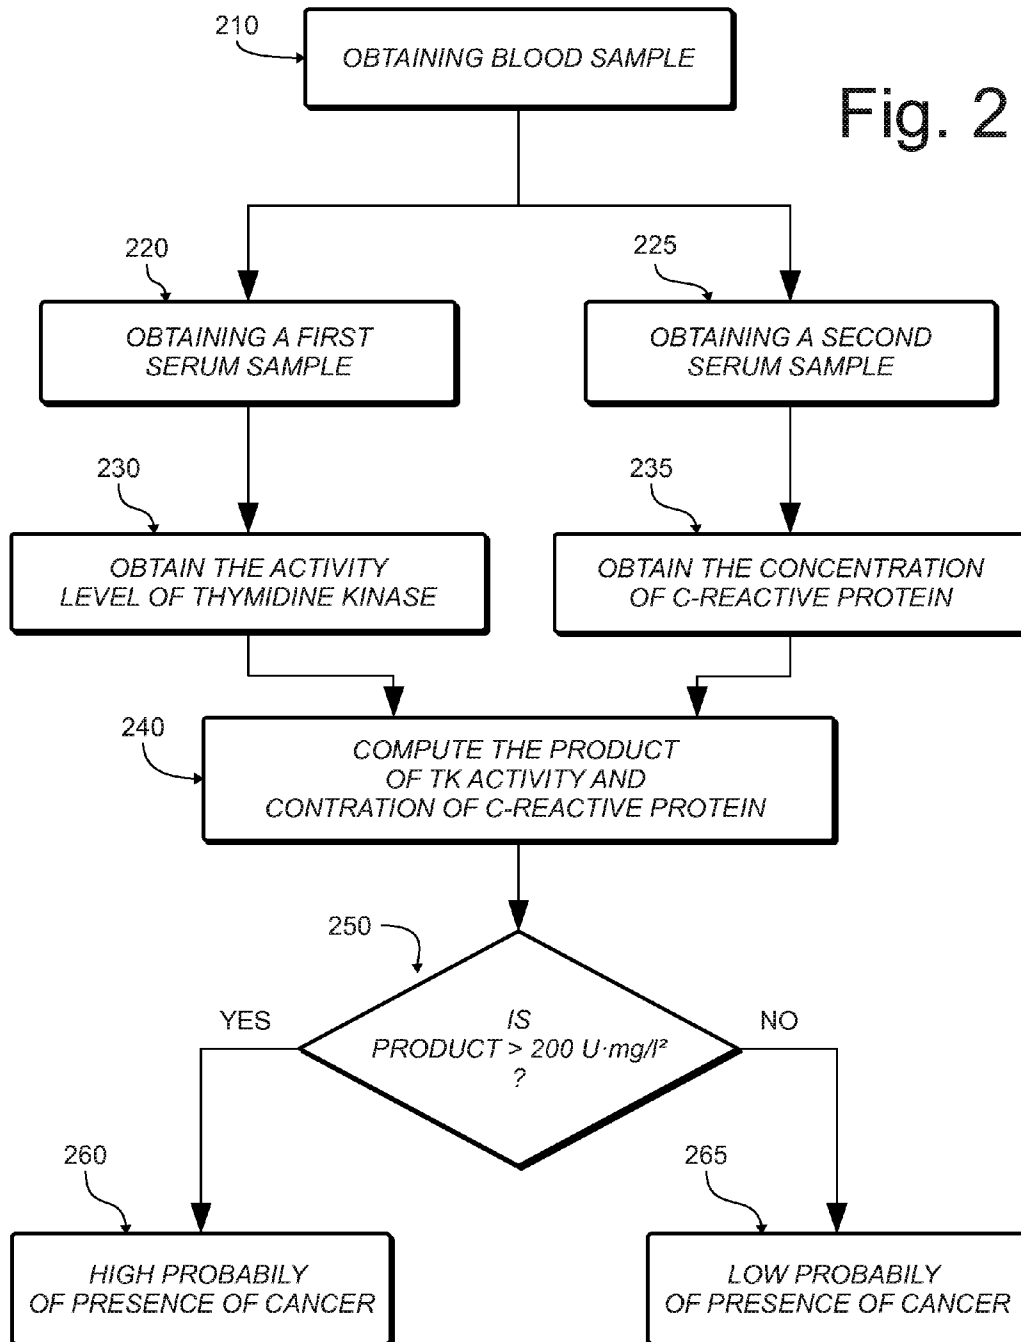 210
OBTAINING BLOOD SAMPLE
Fig. 2
220
225
OBTAINING A FIRST
SERUM SAMPLE
OBTAINING A SECOND
SERUM SAMPLE
230
235
OBTAIN THE ACTIVITY
LEVEL OF THYMIDINE KINASE
OBTAIN THE CONCENTRATION
OF C-REACTIVE PROTEIN
240
COMPUTE THE PRODUCT
OF TK ACTIVITY AND
CONTRATION OF C-REACTIVE PROTEIN
250
YES
NO
IS
PRODUCT > 200 U·mg/l²
?
260
265
HIGH PROBABILY
OF PRESENCE OF CANCER
LOW PROBABILY
OF PRESENCE OF CANCER